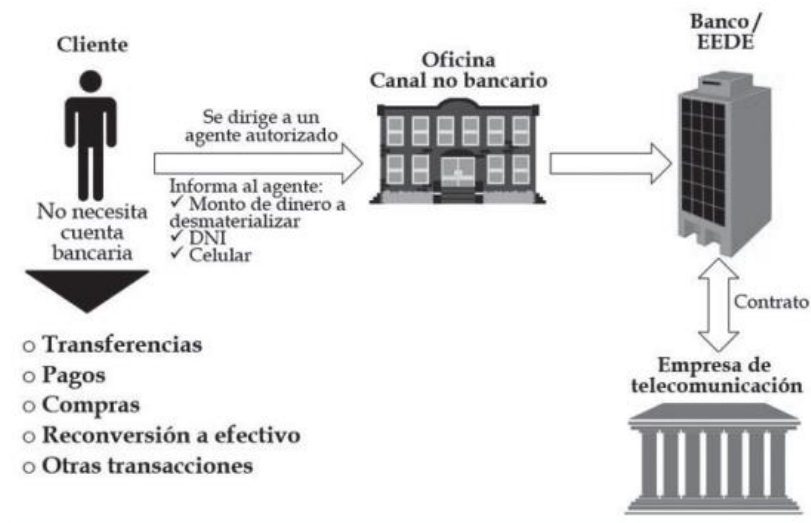 Cliente
No necesita
cuenta
bancaria
Se dirige a un
agente autorizado
Informa al agente:
✓ Monto de dinero a
desmaterializar
✓ DNI
✓ Celular
Oficina
Canal no bancario
Banco/
EEDE
Contrato
Empresa de
telecomunicación
o Transferencias
o Pagos
o Compras
o Reconversión a efectivo
o Otras transacciones